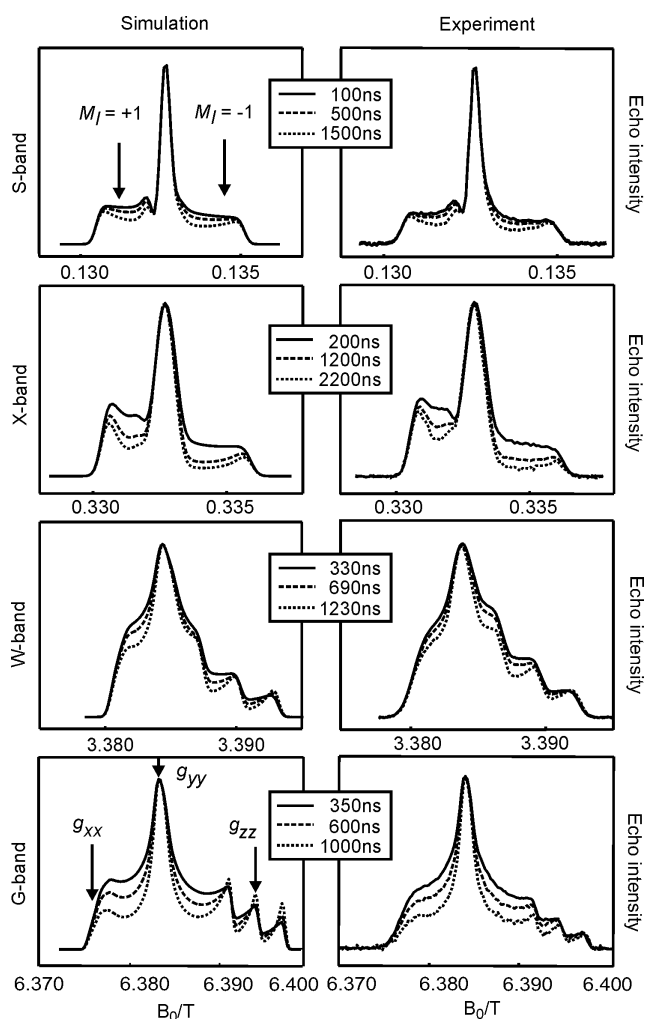 Simulation
Experiment
S-band
M_I = +1
M_I = -1
100ns
500ns
1500ns
Echo intensity
0.130
0.135
0.130
0.135
X-band
200ns
1200ns
2200ns
Echo intensity
0.330
0.335
0.330
0.335
W-band
330ns
690ns
1230ns
Echo intensity
3.380
3.390
3.380
3.390
G-band
g_xx
g_yy
g_zz
350ns
600ns
1000ns
Echo intensity
6.370
6.380
6.390
6.400
6.370
6.380
6.390
6.400
B_0/T
B_0/T